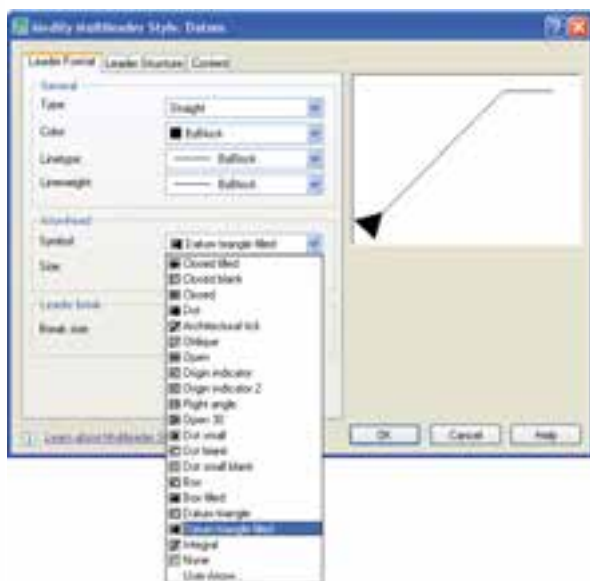 Modify Multileader Style: Datum
Leader Format Leader Structure Content
General
Type: Straight
Color: ByBlock
Linetype: ByBlock
Lineweight: ByBlock
Arrowhead
Symbol: Datum triangle filled
Size:
Leader break
Break size:
Closed filled
Closed blank
Closed
Dot
Architectural tick
Oblique
Open
Origin indicator
Origin indicator 2
Right angle
Open 30
Dot small
Dot blank
Dot small blank
Box
Box filled
Datum triangle
Datum triangle filled
Integral
None
User Arrow...
Learn about Multileader
OK Cancel Help